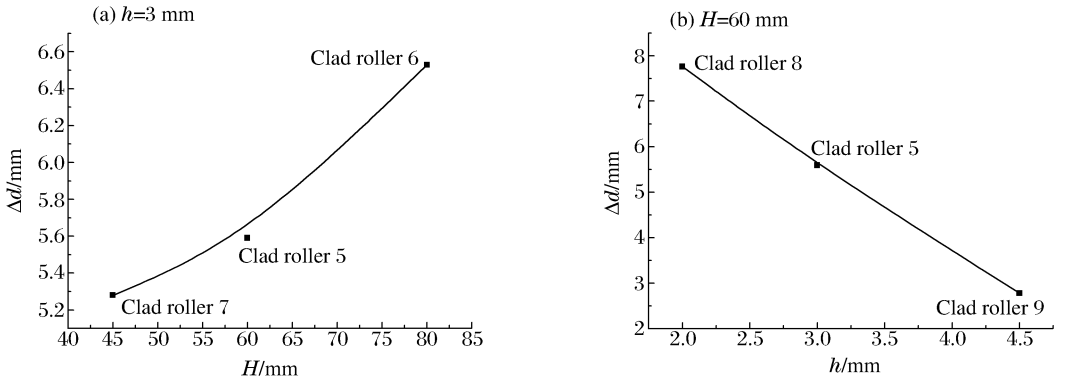 (a) h=3 mm
6.6
6.4
6.2
6.0
5.8
5.6
5.4
5.2
Δd/mm
Clad roller 6
Clad roller 5
Clad roller 7
40 45 50 55 60 65 70 75 80 85
H/mm
(b) H=60 mm
8
7
6
5
4
3
2
Δd/mm
Clad roller 8
Clad roller 5
Clad roller 9
2.0 2.5 3.0 3.5 4.0 4.5
h/mm